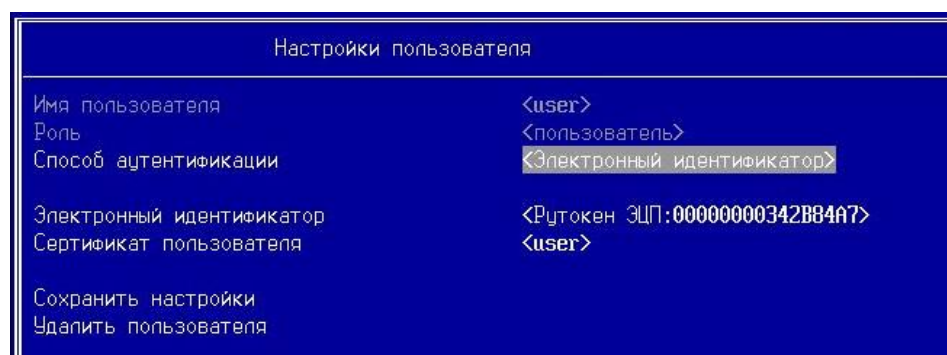 Настройки пользователя
Имя пользователя <user>
Роль <пользователь>
Способ аутентификации <Электронный идентификатор>
Электронный идентификатор <Рутокен ЭЦП:00000000342B84A7>
Сертификат пользователя <user>
Сохранить настройки
Удалить пользователя